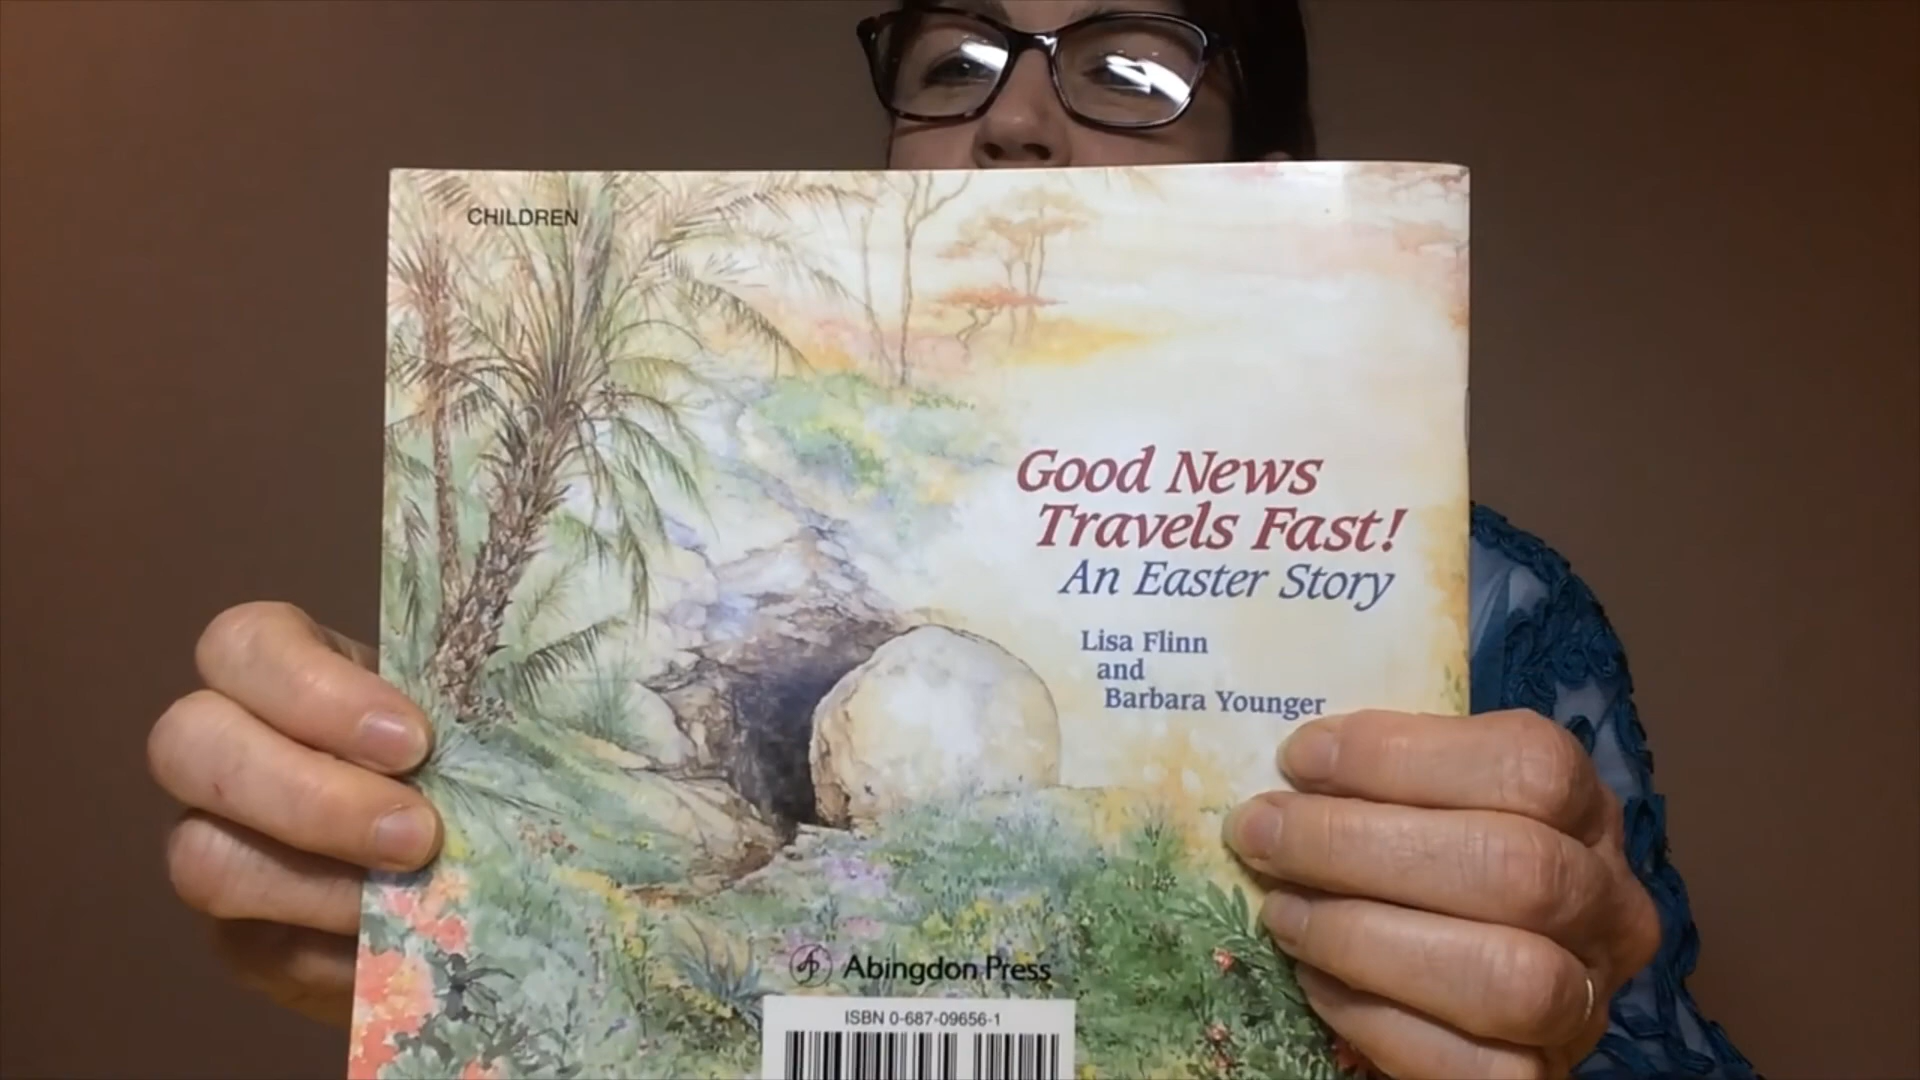 CHILDREN
Good News
Travels Fast!
An Easter Story
Lisa Flinn
and
Barbara Younger
Abingdon Press
ISBN 0-687-09656-1